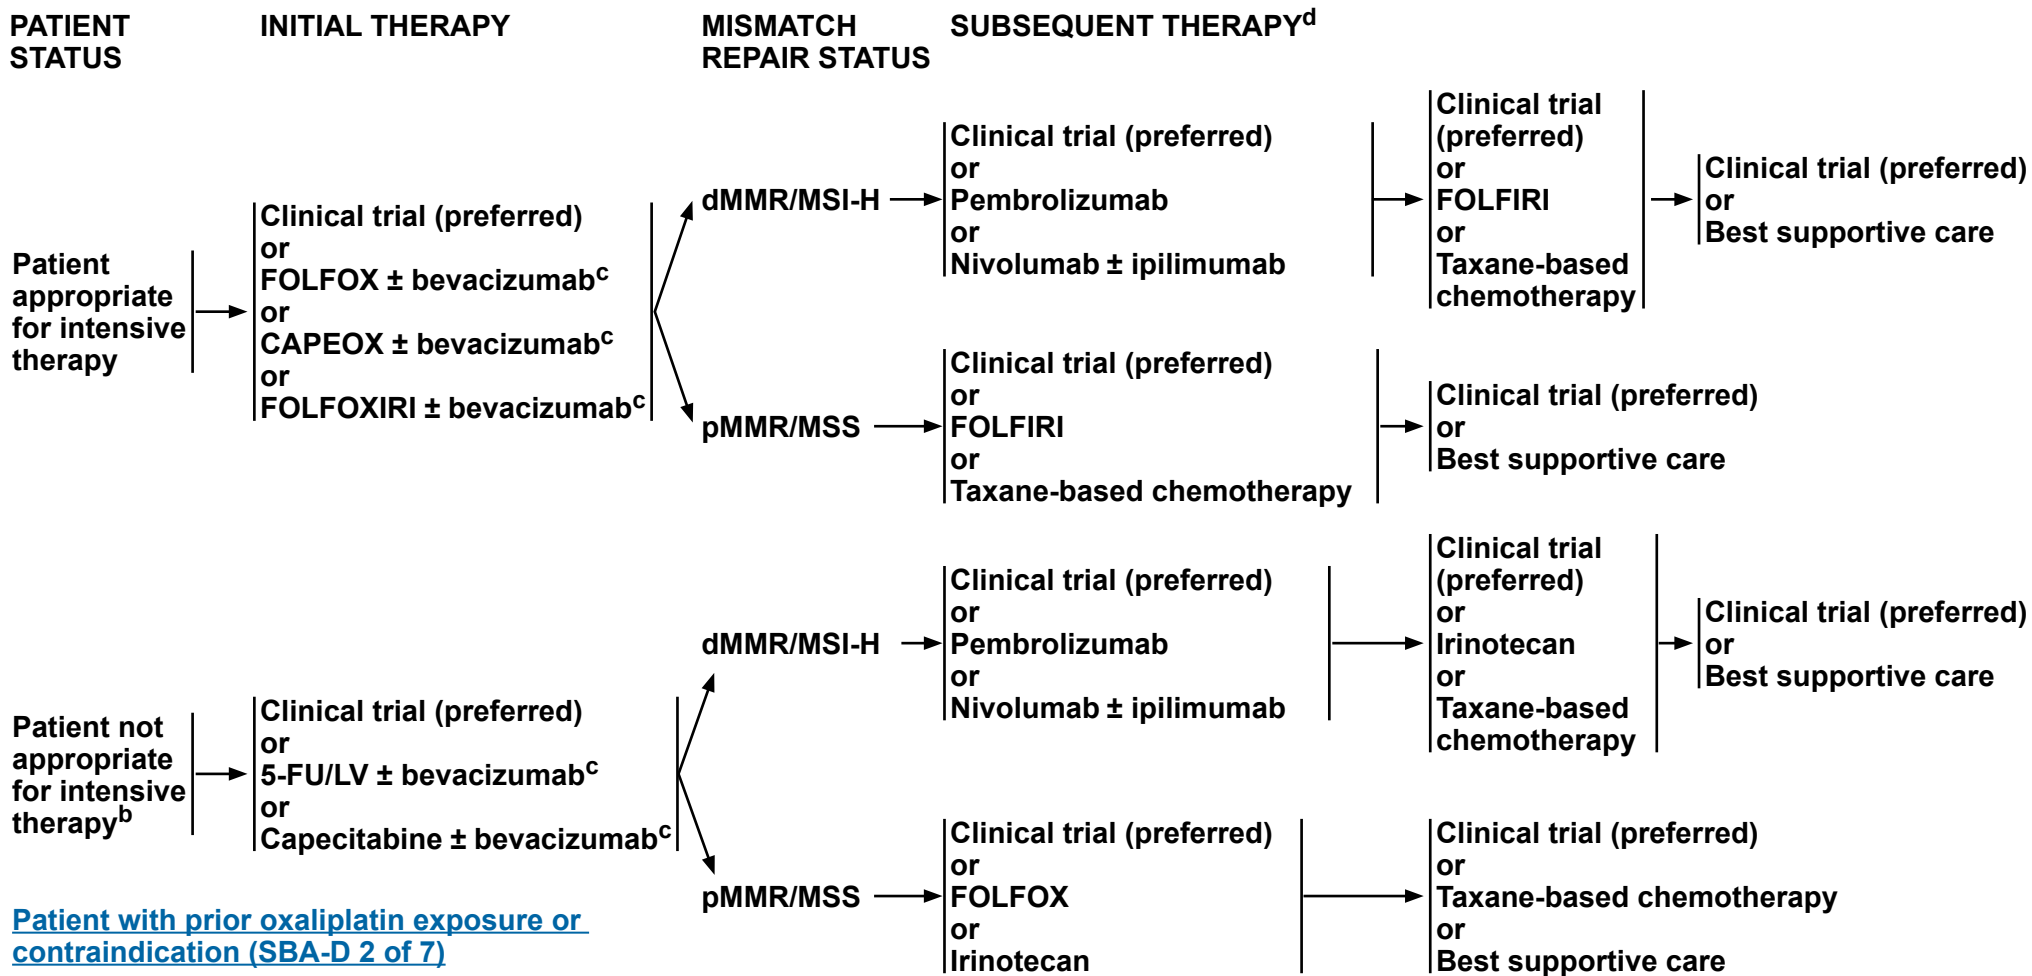 PATIENT
STATUS
INITIAL THERAPY
MISMATCH
REPAIR STATUS
SUBSEQUENT THERAPYd
Patient
appropriate
for intensive
therapy
Clinical trial (preferred)
or
FOLFOX ± bevacizumabc
or
CAPEOX ± bevacizumabc
or
FOLFOXIRI ± bevacizumabc
dMMR/MSI-H
Clinical trial (preferred)
or
Pembrolizumab
or
Nivolumab ± ipilimumab
Clinical trial
(preferred)
or
FOLFIRI
or
Taxane-based
chemotherapy
Clinical trial (preferred)
or
Best supportive care
pMMR/MSS
Clinical trial (preferred)
or
FOLFIRI
or
Taxane-based chemotherapy
Clinical trial (preferred)
or
Best supportive care
Patient not
appropriate
for intensive
therapyb
Clinical trial (preferred)
or
5-FU/LV ± bevacizumabc
or
Capecitabine ± bevacizumabc
dMMR/MSI-H
Clinical trial (preferred)
or
Pembrolizumab
or
Nivolumab ± ipilimumab
Clinical trial
(preferred)
or
Irinotecan
or
Taxane-based
chemotherapy
Clinical trial (preferred)
or
Best supportive care
pMMR/MSS
Clinical trial (preferred)
or
FOLFOX
or
Irinotecan
Clinical trial (preferred)
or
Taxane-based chemotherapy
or
Best supportive care
Patient with prior oxaliplatin exposure or
contraindication (SBA-D 2 of 7)